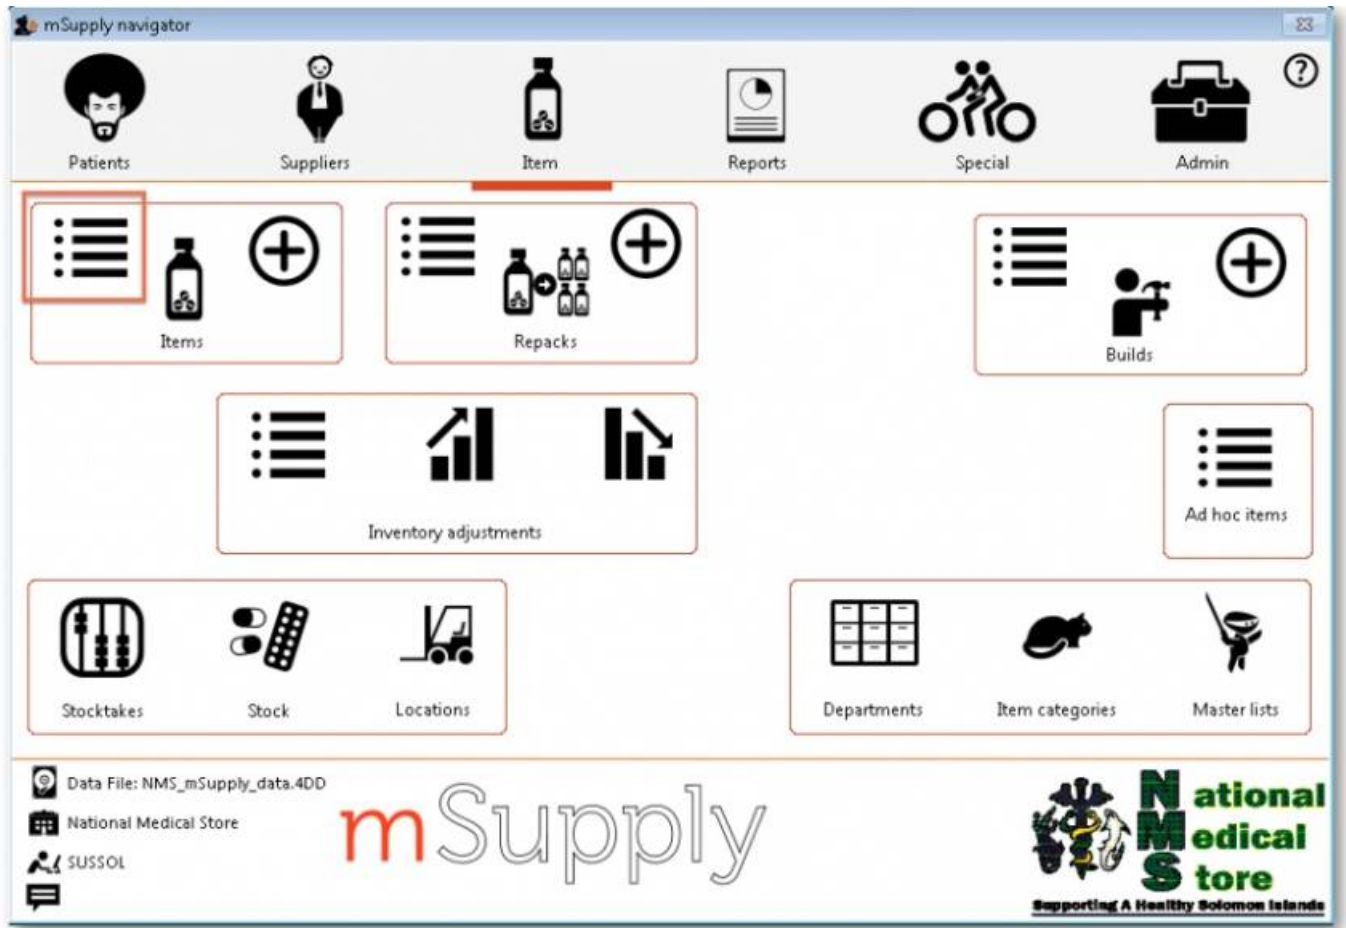 mSupply navigator
?
Patients Suppliers Item Reports Special Admin
Items Repacks Builds
Inventory adjustments
Ad hoc items
Stocktakes Stock Locations Departments Item categories Master lists
Data File: NMS_mSupply_data.4DD
National Medical Store
SUSSOL
mSupply
National
Medical
Store
Supporting A Healthy Solomon Islands